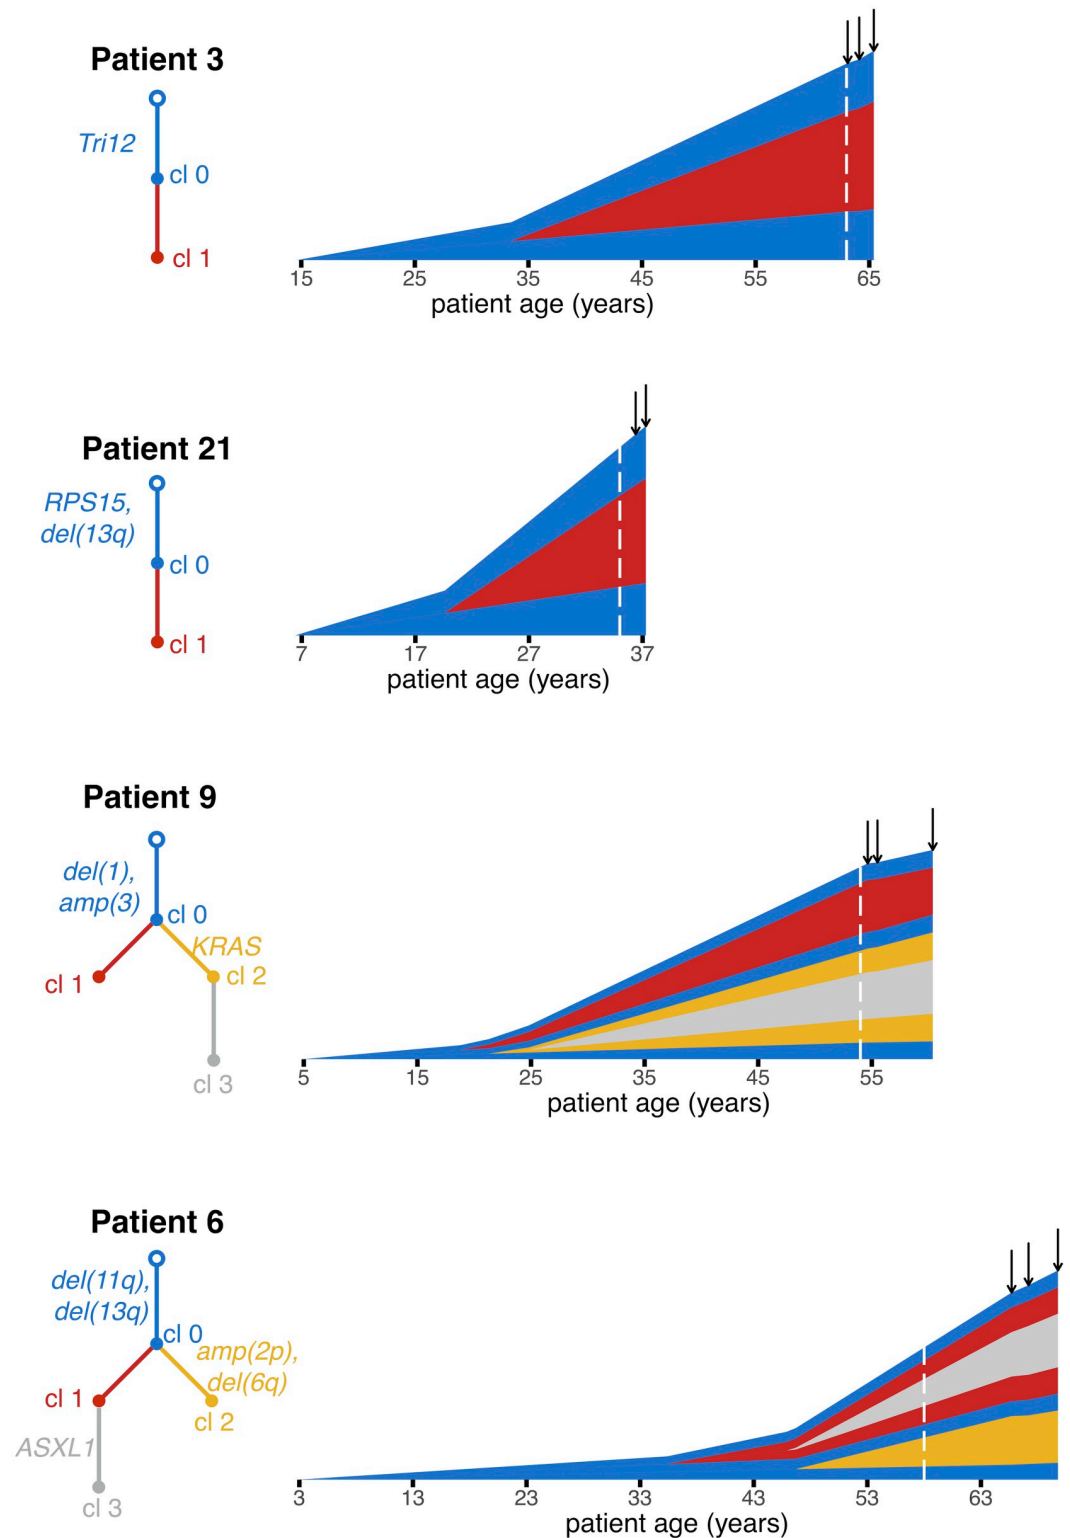 Patient 3
Tri12
cl 0
cl 1
15 25 35 45 55 65
patient age (years)
Patient 21
RPS15,
del(13q)
cl 0
cl 1
7 17 27 37
patient age (years)
Patient 9
del(1),
amp(3)
cl 0
KRAS
cl 1
cl 2
cl 3
5 15 25 35 45 55
patient age (years)
Patient 6
del(11q),
del(13q)
cl 0
amp(2p),
del(6q)
cl 1
cl 2
ASXL1
cl 3
3 13 23 33 43 53 63
patient age (years)